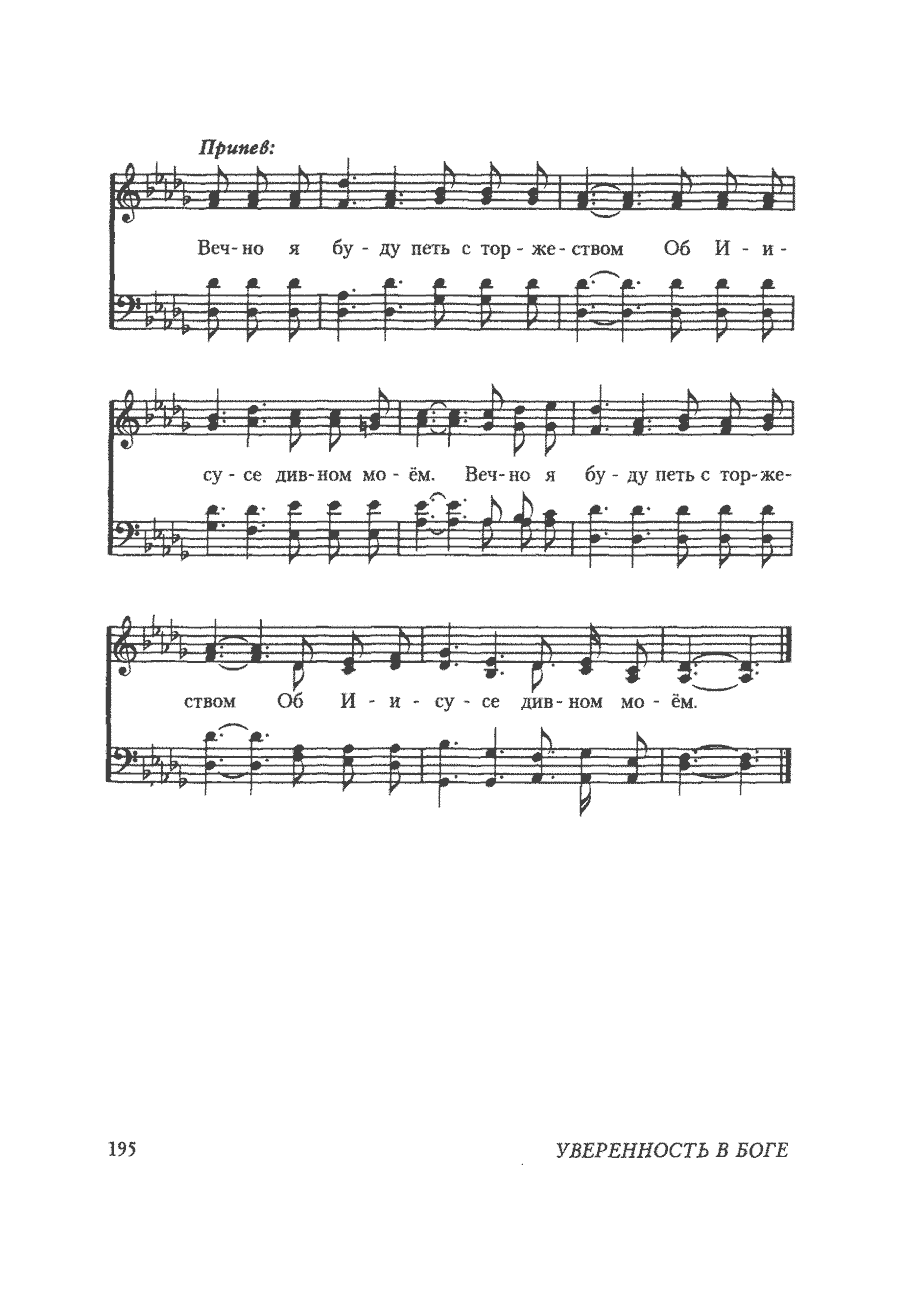 Припев:
Веч- но я бу - ду петь с тор - же - ством Об И - и -
су - се див- ном мо - ём. Веч- но я бу - ду петь с тор- же-
ством Об И - и - су - се див - ном мо - ём.
195 УВЕРЕННОСТЬ В БОГЕ